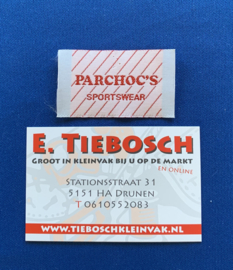 PARCHOC'S
SPORTSWEAR
E. TIEBOSCH
GROOT IN KLEINVAK BIJ U OP DE MARKT
EN ONLINE
STATIONSSTRAAT 31
5151 HA DRUNEN
T 0610552083
WWW.TIEBOSCHKLEINVAK.NL